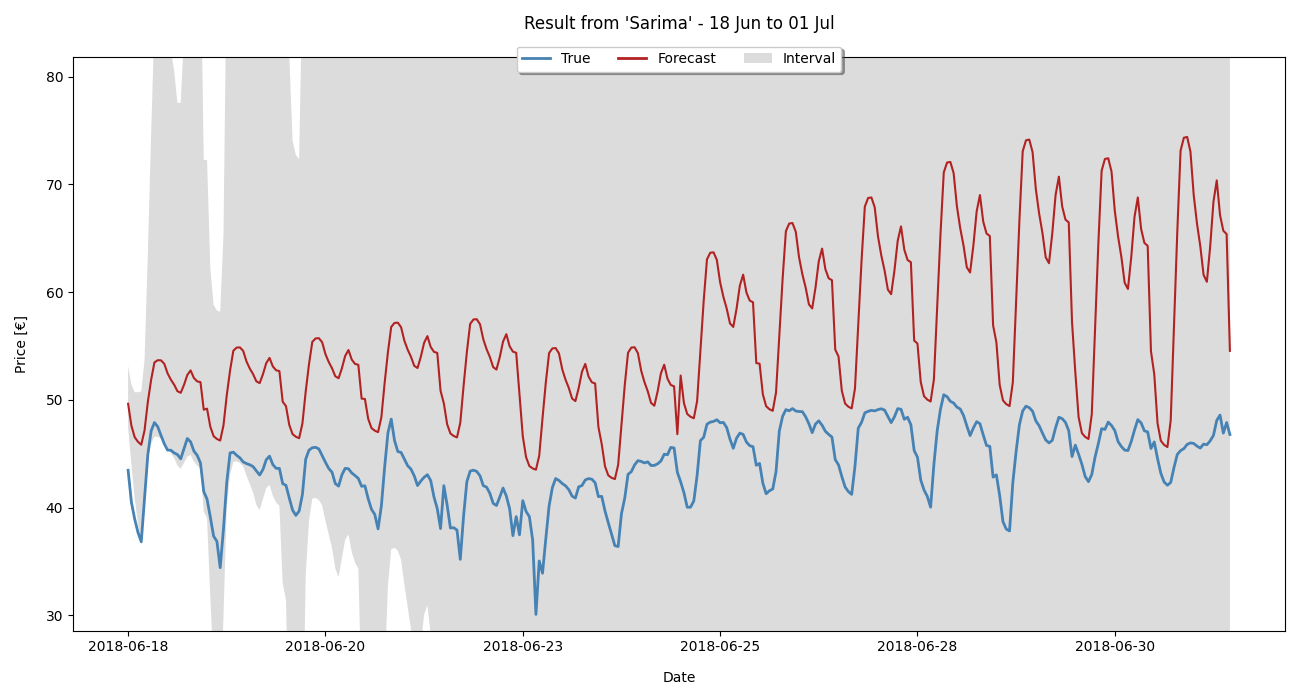 Result from 'Sarima' - 18 Jun to 01 Jul
True Forecast Interval
80
70
60
50
40
30
Price [€]
2018-06-18 2018-06-20 2018-06-23 2018-06-25 2018-06-28 2018-06-30
Date